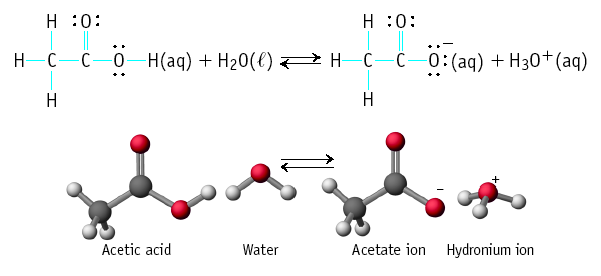 H :O: H :O:
H—C—C—O—H(aq) + H2O(ℓ) ⇌ H—C—C—O:⁻(aq) + H3O+(aq)
H H
- +
Acetic acid Water Acetate ion Hydronium ion